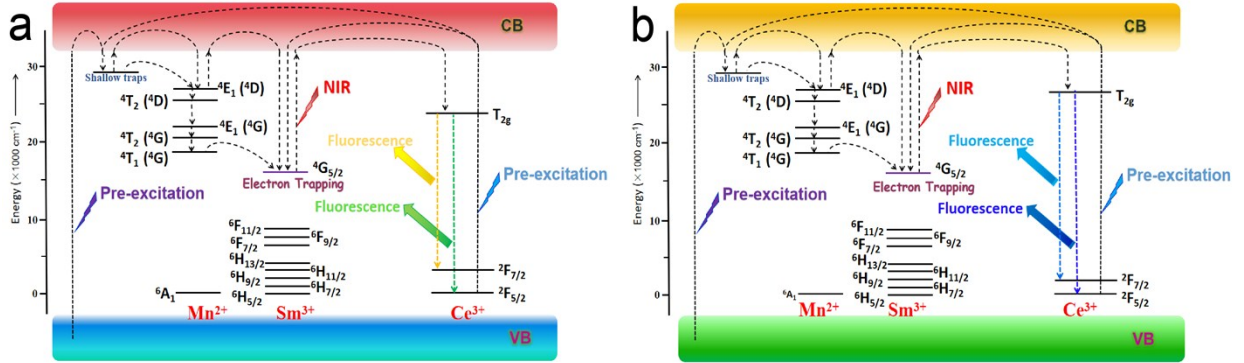 a
CB
Energy (×1000 cm⁻¹)
30
20
10
0
Shallow traps
⁴E₁ (⁴D)
⁴T₂ (⁴D)
⁴E₁ (⁴G)
⁴T₂ (⁴G)
⁴T₁ (⁴G)
NIR
T₂g
Fluorescence
⁴G₅/₂
Electron Trapping
Pre-excitation
Pre-excitation
Fluorescence
⁶F₁₁/₂
⁶F₉/₂
⁶F₇/₂
⁶H₁₃/₂
⁶H₁₁/₂
⁶H₉/₂
⁶H₇/₂
⁶H₅/₂
²F₇/₂
²F₅/₂
⁶A₁
Mn²⁺
Sm³⁺
Ce³⁺
VB
b
CB
Energy (×1000 cm⁻¹)
30
20
10
0
Shallow traps
⁴E₁ (⁴D)
⁴T₂ (⁴D)
⁴E₁ (⁴G)
⁴T₂ (⁴G)
⁴T₁ (⁴G)
NIR
T₂g
Fluorescence
⁴G₅/₂
Electron Trapping
Pre-excitation
Pre-excitation
Fluorescence
⁶F₁₁/₂
⁶F₉/₂
⁶F₇/₂
⁶H₁₃/₂
⁶H₁₁/₂
⁶H₉/₂
⁶H₇/₂
⁶H₅/₂
²F₇/₂
²F₅/₂
⁶A₁
Mn²⁺
Sm³⁺
Ce³⁺
VB